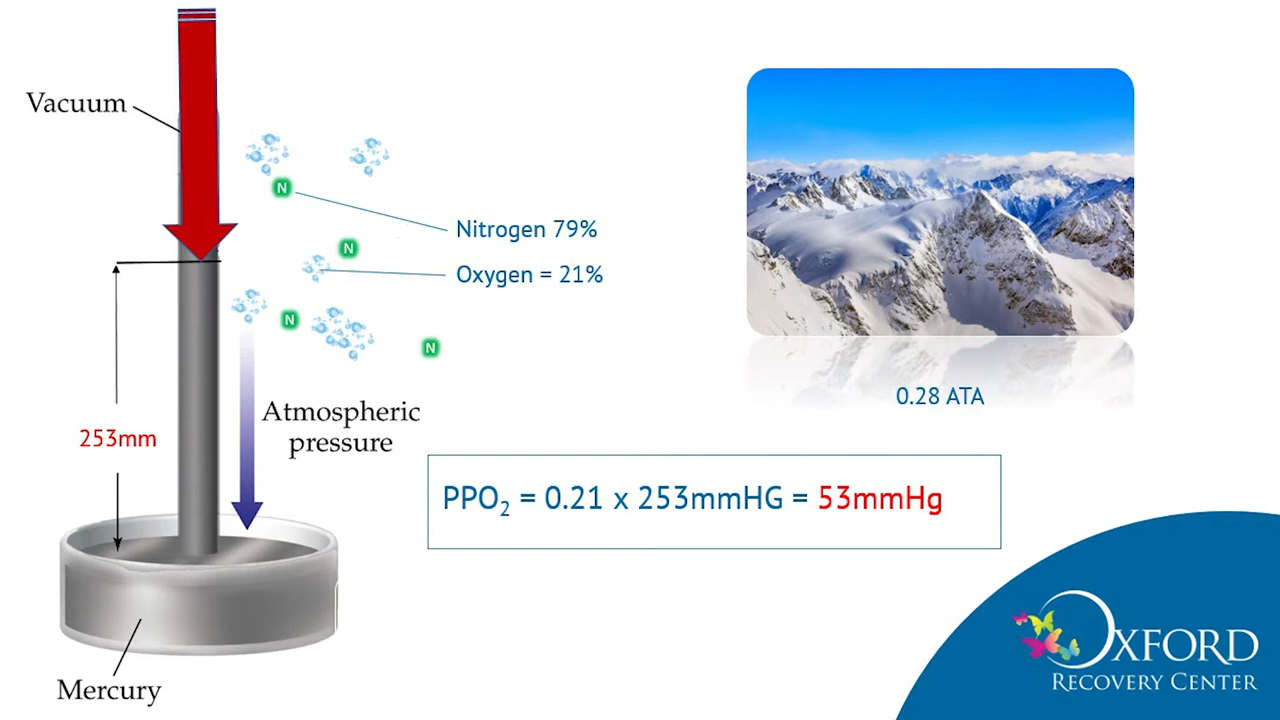 Vacuum
N
Nitrogen 79%
N
Oxygen = 21%
N
N
Atmospheric
pressure
253mm
Mercury
0.28 ATA
PPO₂ = 0.21 x 253mmHG = 53mmHg
OXFORD
RECOVERY CENTER